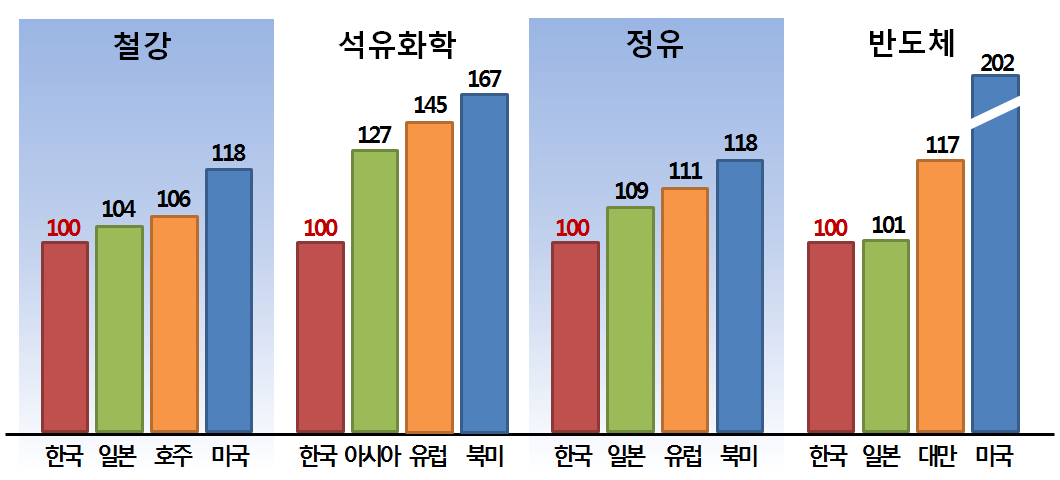 철강
석유화학
정유
반도체
100
104
106
118
100
127
145
167
100
109
111
118
100
101
117
202
한국 일본 호주 미국
한국 아시아 유럽 북미
한국 일본 유럽 북미
한국 일본 대만 미국